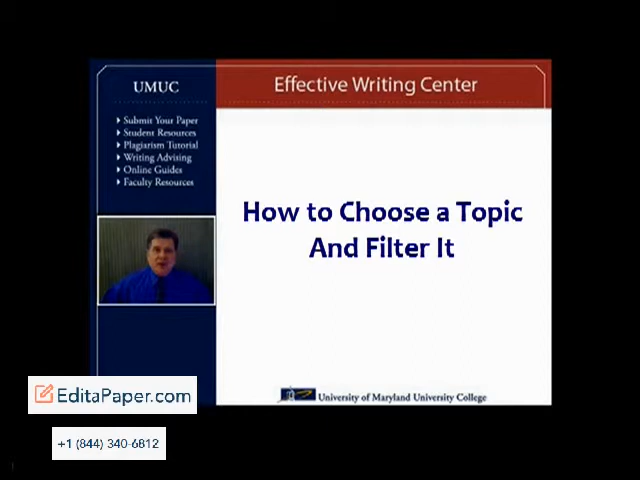 UMUC
Effective Writing Center
Submit Your Paper
Student Resources
Plagiarism Tutorial
Writing Advising
Online Guides
Faculty Resources
How to Choose a Topic
And Filter It
EditaPaper.com
University of Maryland University College
+1 (844) 340-6812